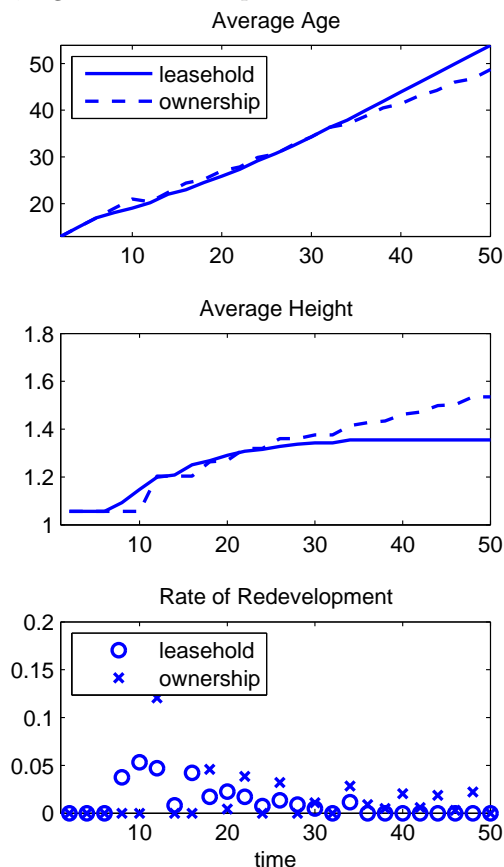 Average Age
50
40
30
20
leasehold
ownership
10 20 30 40 50
Average Height
1.8
1.6
1.4
1.2
1
10 20 30 40 50
Rate of Redevelopment
0.2
0.15
0.1
0.05
0
leasehold
ownership
10 20 30 40 50
time